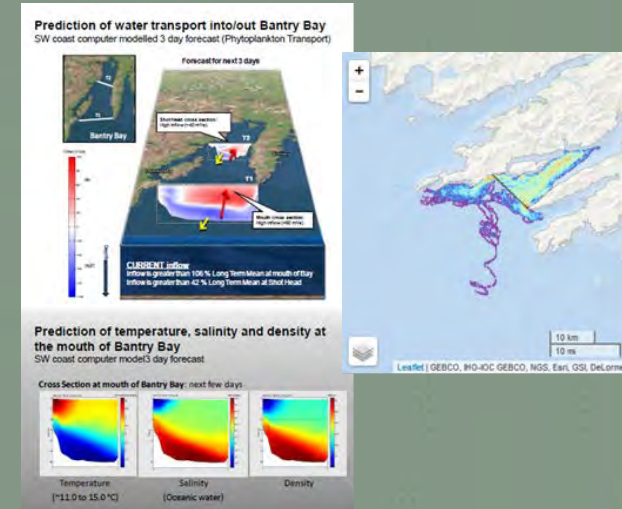 Prediction of water transport into/out Bantry Bay
SW coast computer modelled 3 day forecast (Phytoplankton Transport)
Forecast for next 3 days
T2
T1
Bantry Bay
Shot Head cross section:
T2
T1
Mouth cross section:
CURRENT inflow
Inflow is greater than 106 % Long Term Mean at mouth of Bay
Inflow is greater than 42 % Long Term Mean at Shot Head
Prediction of temperature, salinity and density at
the mouth of Bantry Bay
SW coast computer model3 day forecast
Cross Section at mouth of Bantry Bay: next few days
Temperature
Salinity
Density
(~11.0 to 15.0 °C)
(Oceanic water)
+
−
10 km
10 mi
Leaflet | GEBCO, IHO-IOC GEBCO, NGS, Esri, GSI, DeLorme